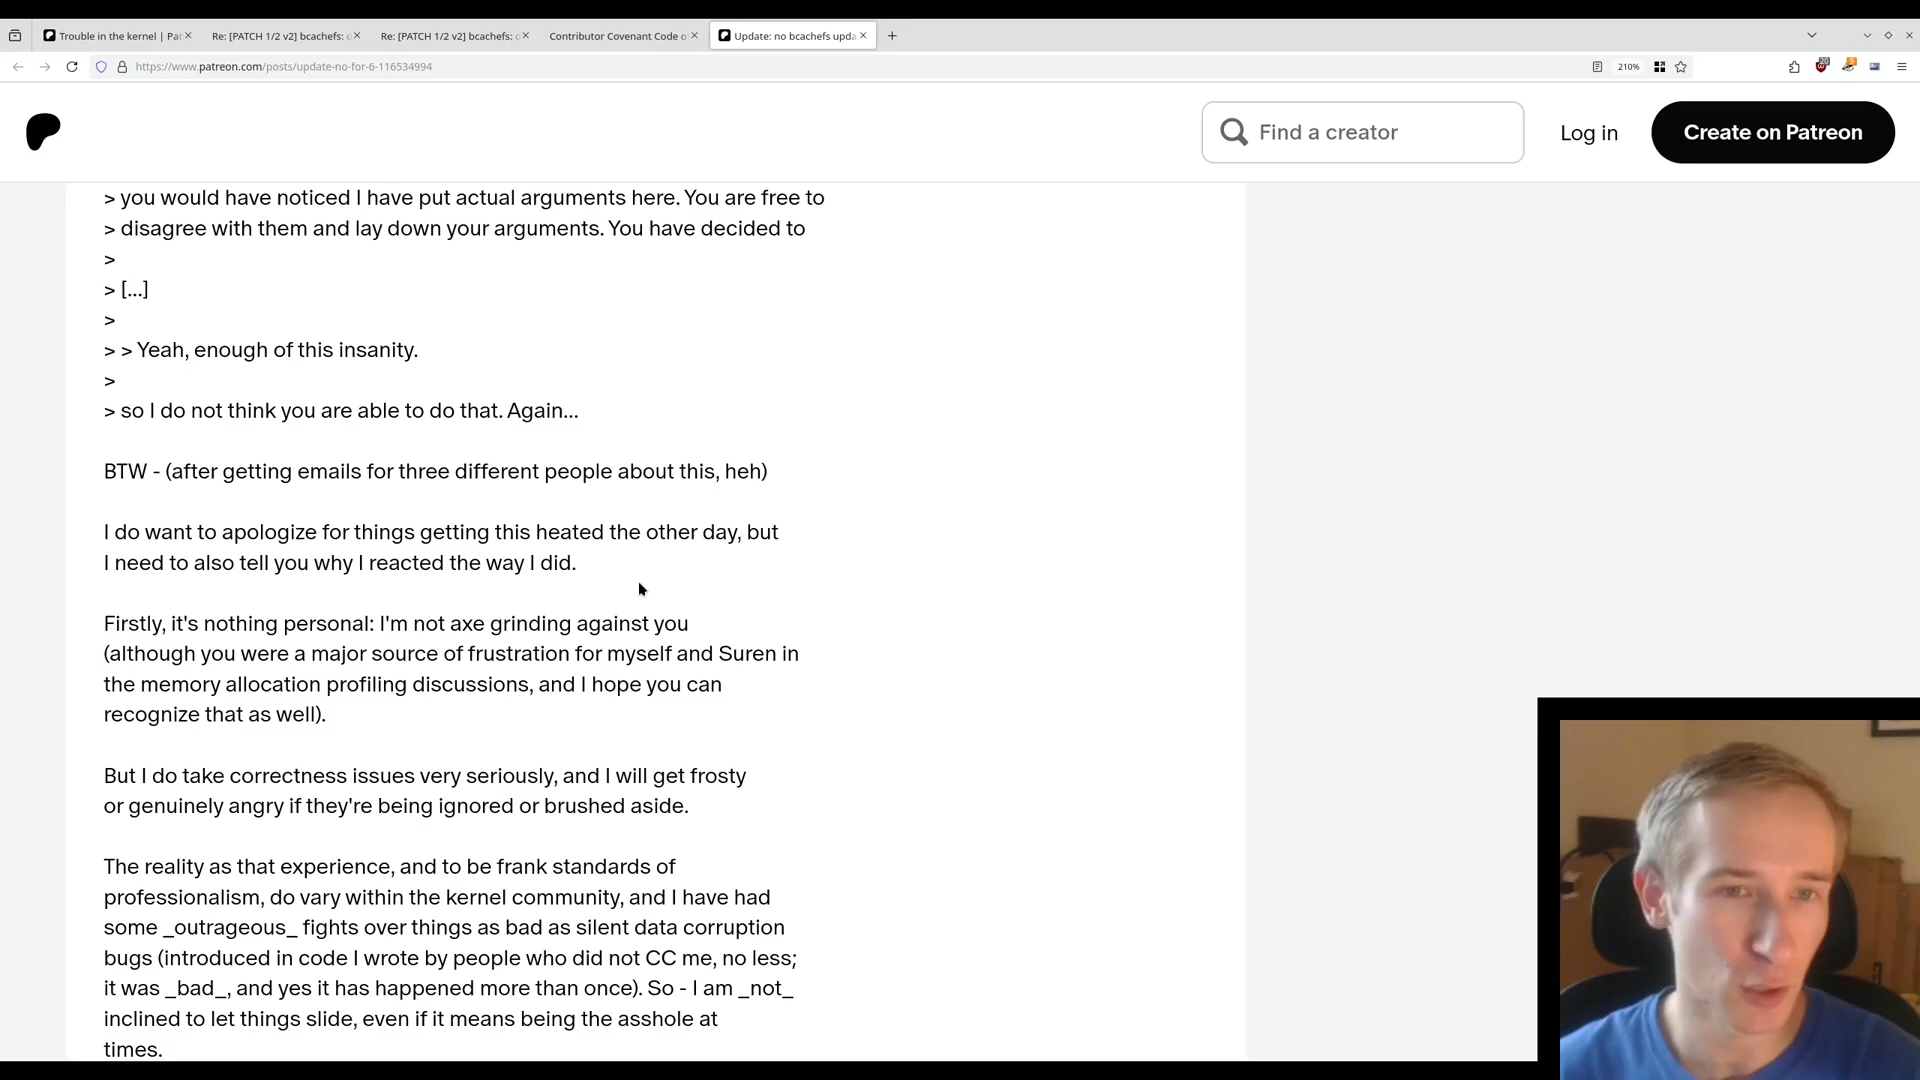 Trouble in the kernel | Pa
Re: [PATCH 1/2 v2] bcachefs:
Re: [PATCH 1/2 v2] bcachefs:
Contributor Covenant Code o
Update: no bcachefs upda
https://www.patreon.com/posts/update-no-for-6-116534994
210%
Find a creator
Log in
Create on Patreon
> you would have noticed I have put actual arguments here. You are free to
> disagree with them and lay down your arguments. You have decided to
>
> [...]
>
> > Yeah, enough of this insanity.
>
> so I do not think you are able to do that. Again...
BTW - (after getting emails for three different people about this, heh)
I do want to apologize for things getting this heated the other day, but
I need to also tell you why I reacted the way I did.
Firstly, it's nothing personal: I'm not axe grinding against you
(although you were a major source of frustration for myself and Suren in
the memory allocation profiling discussions, and I hope you can
recognize that as well).
But I do take correctness issues very seriously, and I will get frosty
or genuinely angry if they're being ignored or brushed aside.
The reality as that experience, and to be frank standards of
professionalism, do vary within the kernel community, and I have had
some _outrageous_ fights over things as bad as silent data corruption
bugs (introduced in code I wrote by people who did not CC me, no less;
it was _bad_, and yes it has happened more than once). So - I am _not_
inclined to let things slide, even if it means being the asshole at
times.